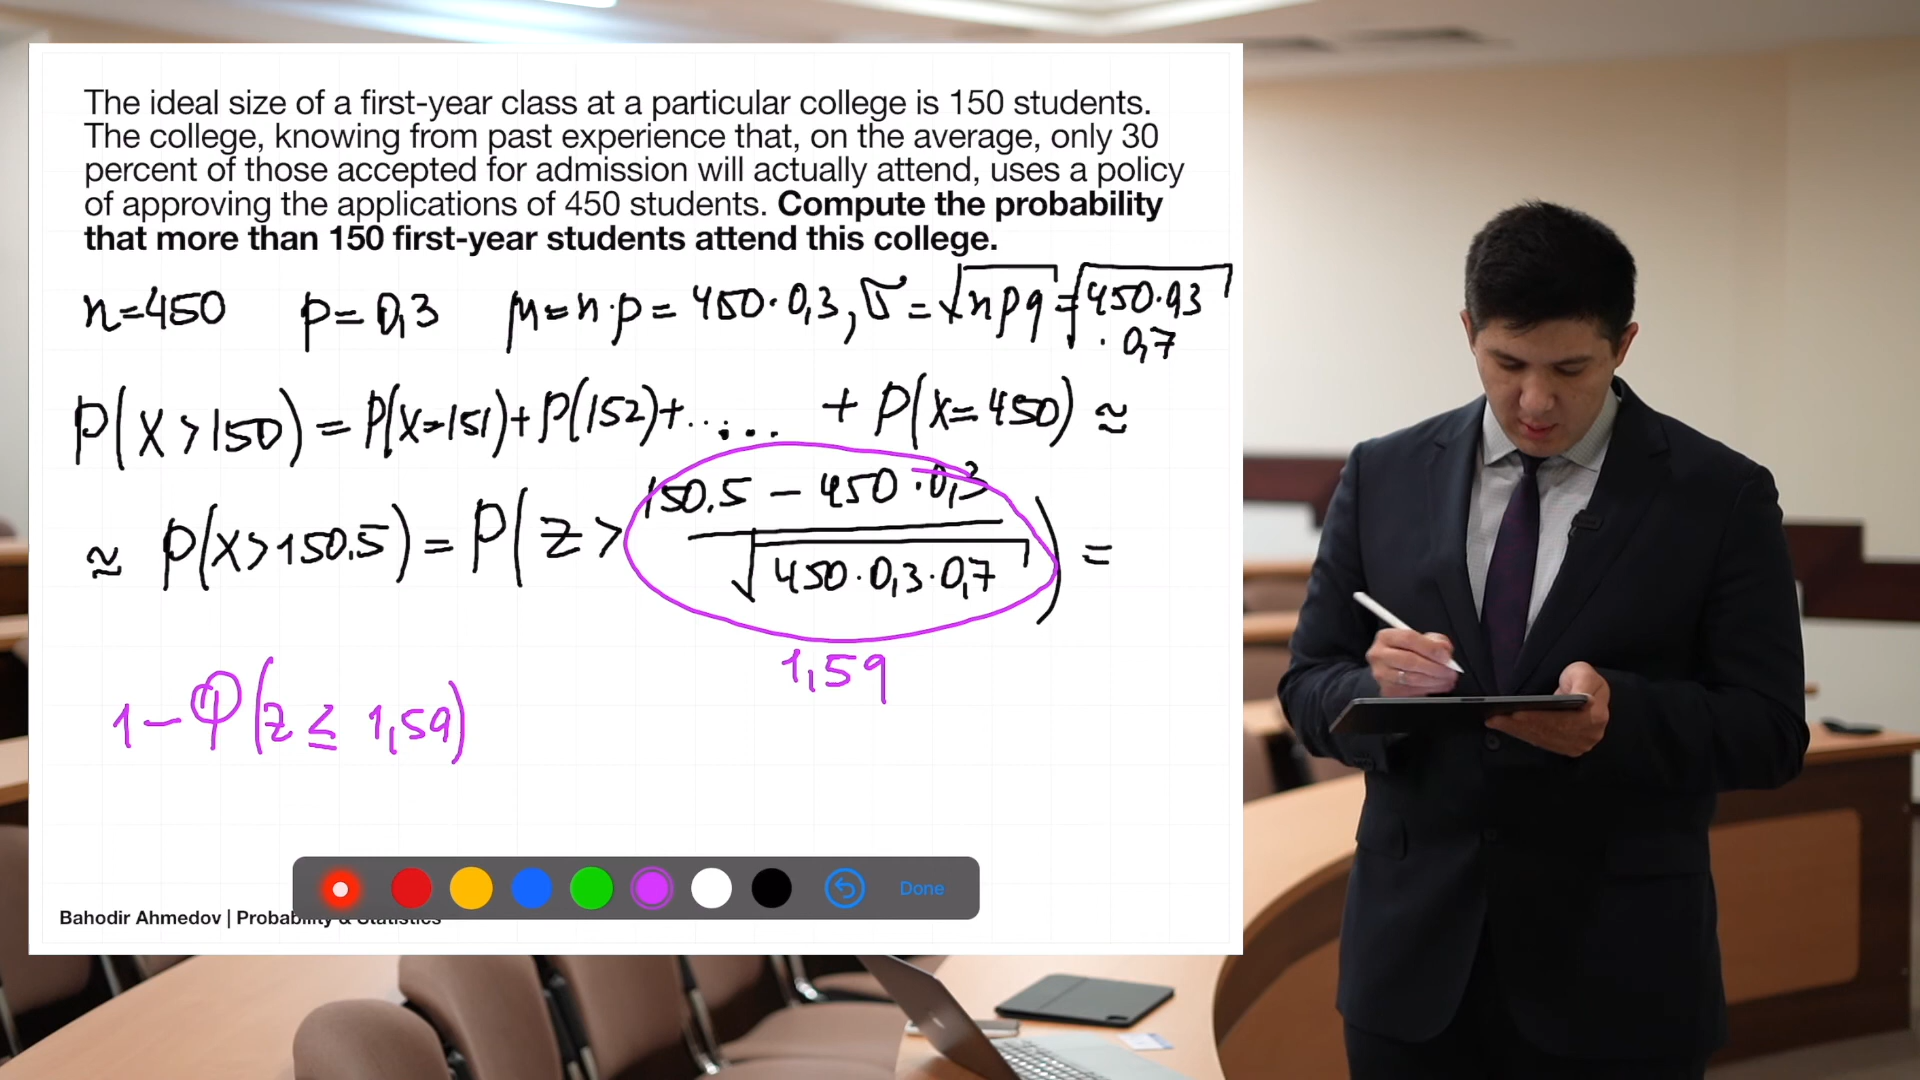 The ideal size of a first-year class at a particular college is 150 students.
The college, knowing from past experience that, on the average, only 30
percent of those accepted for admission will actually attend, uses a policy
of approving the applications of 450 students. Compute the probability
that more than 150 first-year students attend this college.
n=450 p=0,3 μ=n·p=450·0,3, σ=√npq=√450·0,3
·0,7
P(X>150)=P(X=151)+P(152)+...... +P(X=450)≈
≈P(X>150.5)=P(Z> (150.5-450·0,3)/√450·0,3·0,7)=
1,59
1-Φ(z≤1,59)
Done
Bahodir Ahmedov | Probability & Statistics